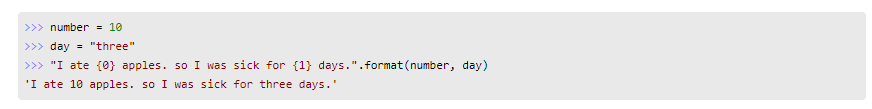 >>> number = 10
>>> day = "three"
>>> "I ate {0} apples. so I was sick for {1} days.".format(number, day)
'I ate 10 apples. so I was sick for three days.'